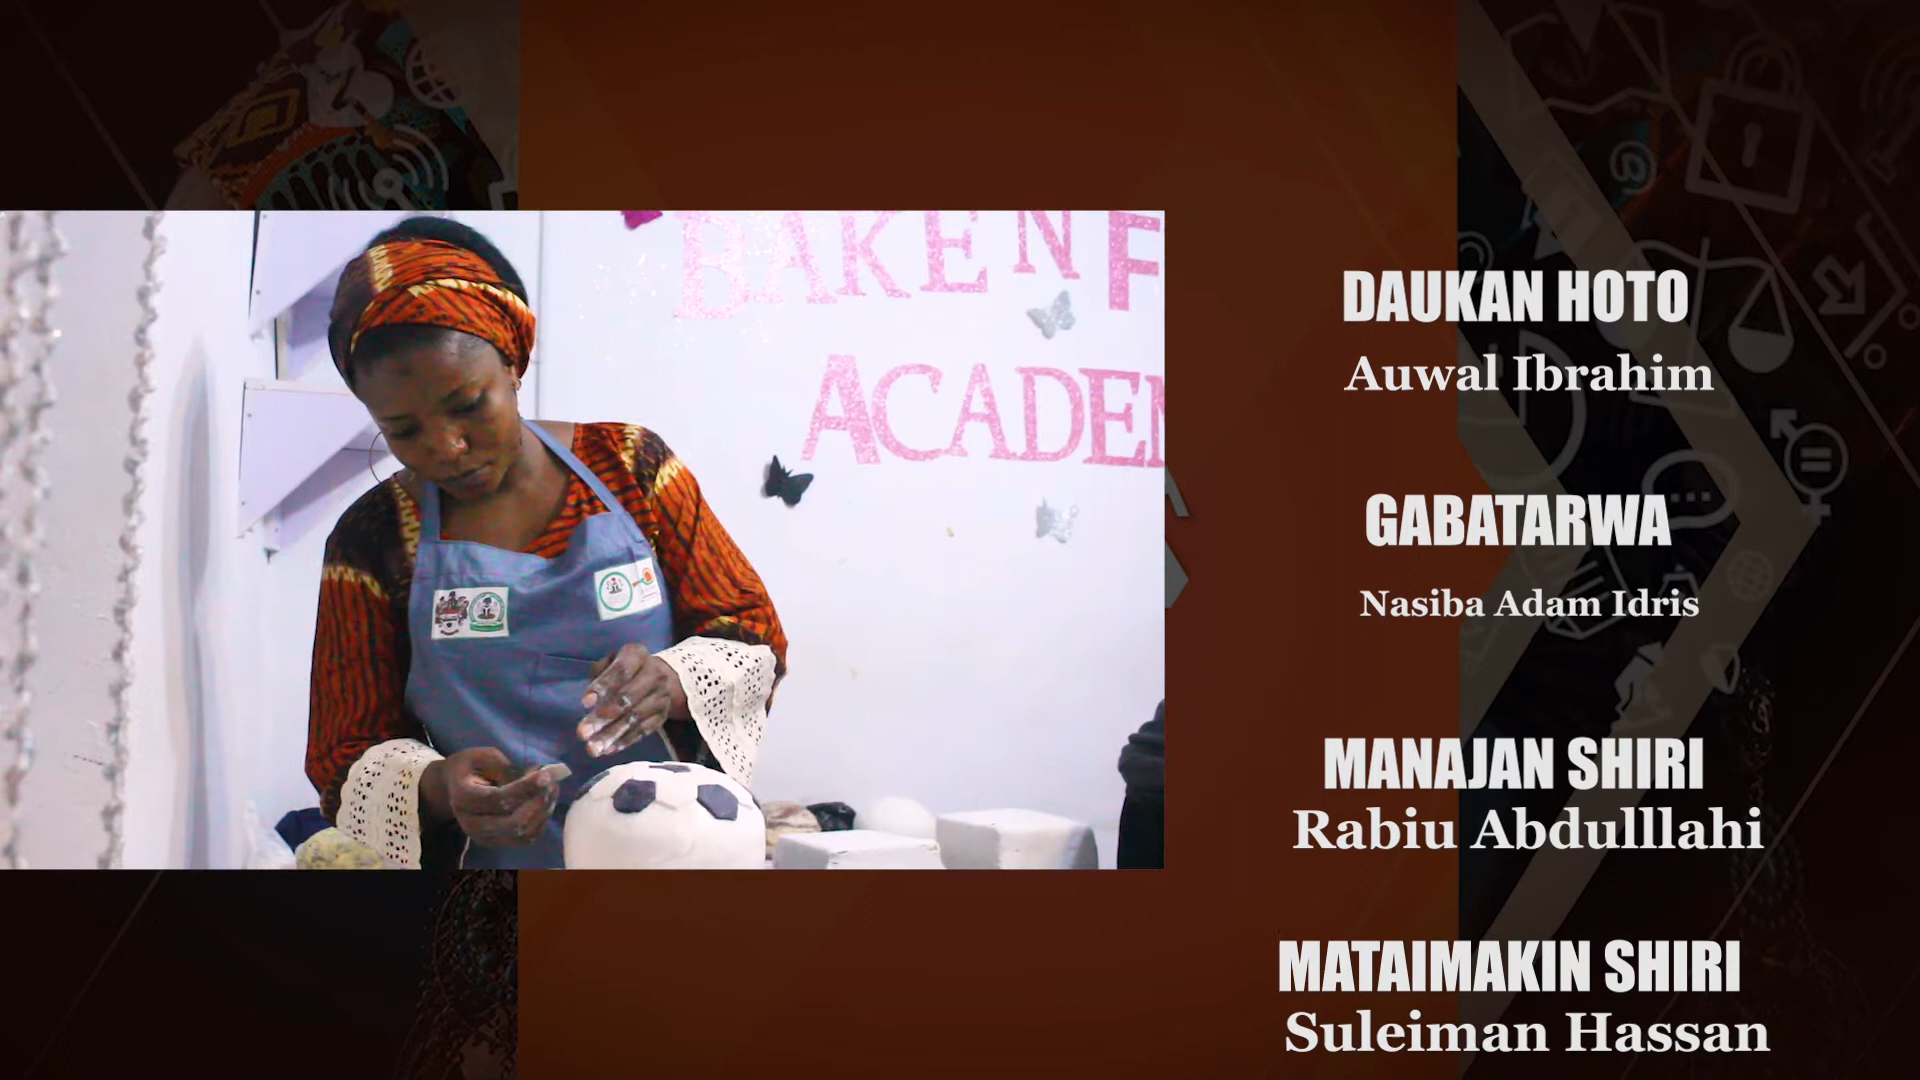 BAKE N F
ACADEM
DAUKAN HOTO
Auwal Ibrahim
GABATARWA
Nasiba Adam Idris
MANAJAN SHIRI
Rabiu Abdulllahi
MATAIMAKIN SHIRI
Suleiman Hassan